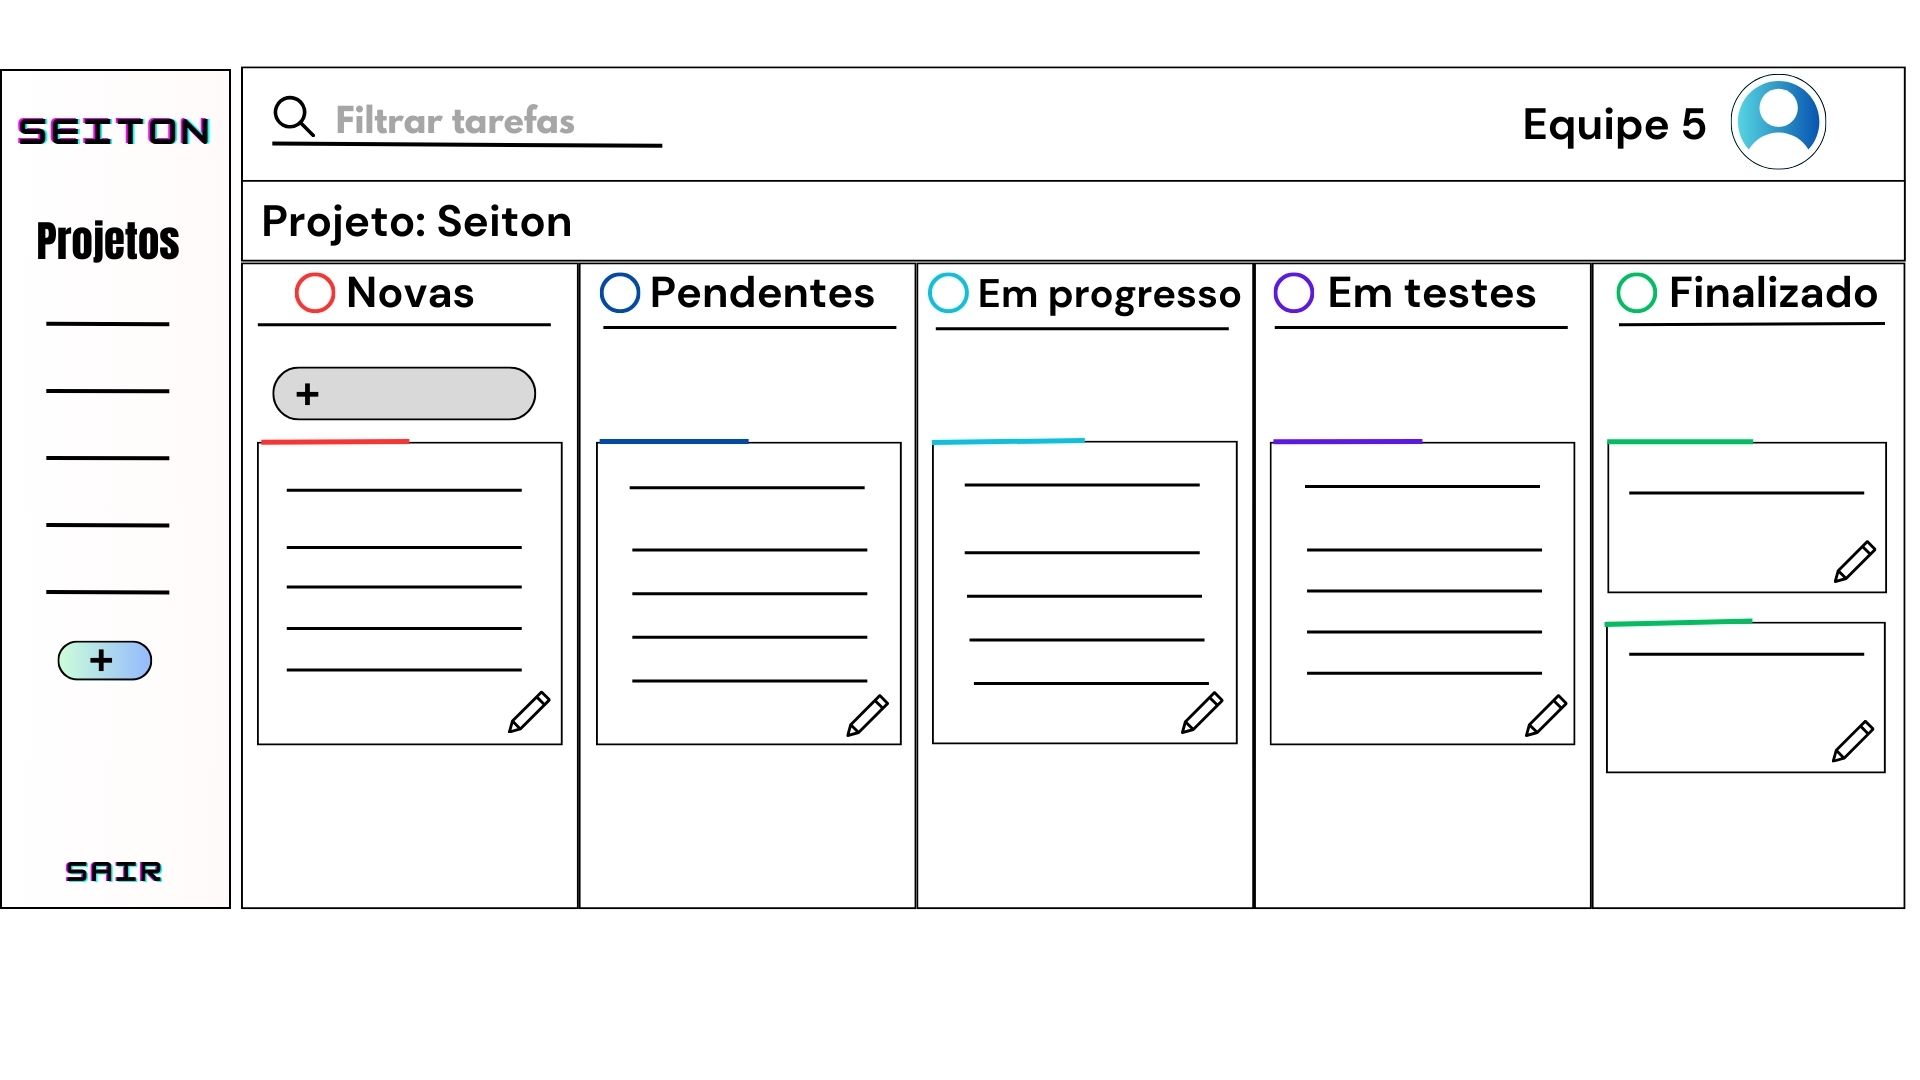 SEITON
Projetos
+
SAIR
Filtrar tarefas
Equipe 5
Projeto: Seiton
Novas
Pendentes
Em progresso
Em testes
Finalizado
+